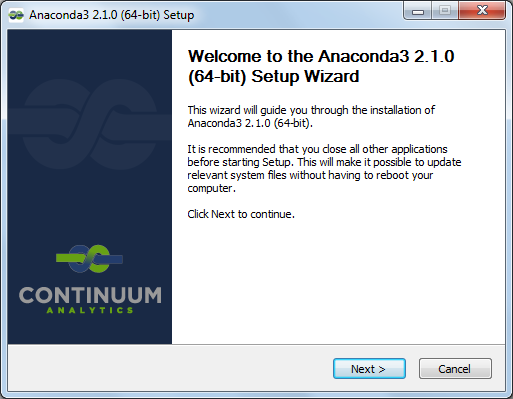 Anaconda3 2.1.0 (64-bit) Setup
Welcome to the Anaconda3 2.1.0
(64-bit) Setup Wizard
This wizard will guide you through the installation of
Anaconda3 2.1.0 (64-bit).
It is recommended that you close all other applications
before starting Setup. This will make it possible to update
relevant system files without having to reboot your
computer.
Click Next to continue.
CONTINUUM
ANALYTICS
Next >
Cancel